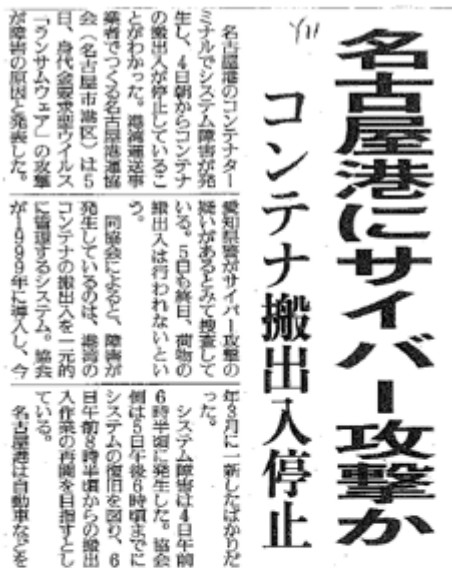 名古屋港にサイバー攻撃か
コンテナ搬出入停止
名古屋港のコンテナター
ミナルでシステム障害が発
生し、4日朝からコンテナ
の搬出入が停止しているこ
とがわかった。港湾運送事
業者でつくる名古屋港運協
会(名古屋市港区)は5
日、身代金要求型ウイルス
「ランサムウェア」の攻撃
が障害の原因と発表した。
愛知県警がサイバー攻撃の
疑いがあるとみて捜査して
いる。5日も終日、荷物の
搬出入は行われないとい
う。
同協会によると、障害が
発生しているのは、港湾の
コンテナの搬出入を一元的
に管理するシステム。協会
が1999年に導入し、今
年3月に一新したばかりだ
った。
システム障害は4日午前
6時半頃に発生した。協会
側は5日午後6時頃までに
システムの復旧を図り、6
日午前8時半頃からの搬出
入作業の再開を目指すとし
ている。
名古屋港は自動車などを